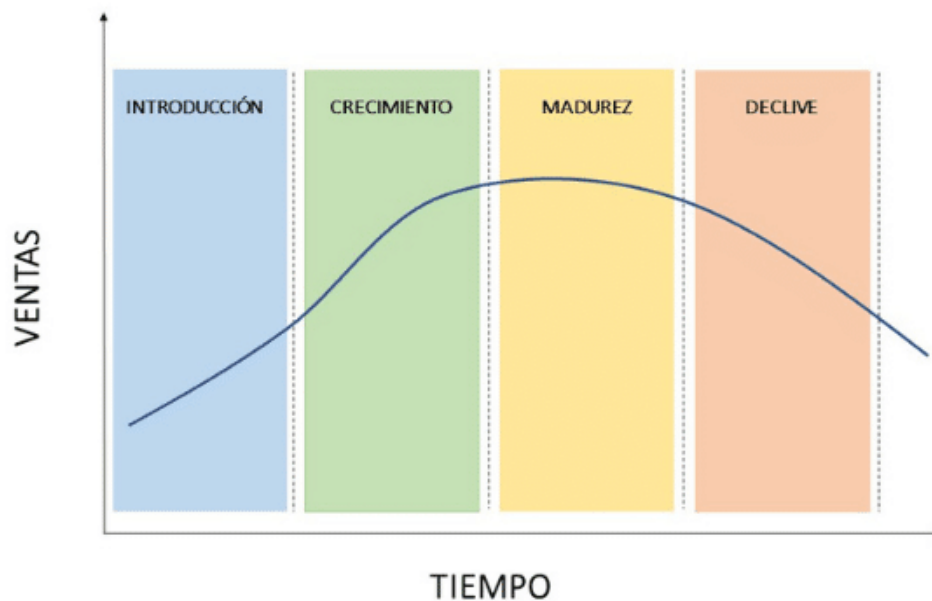 INTRODUCCIÓN
CRECIMIENTO
MADUREZ
DECLIVE
VENTAS
TIEMPO